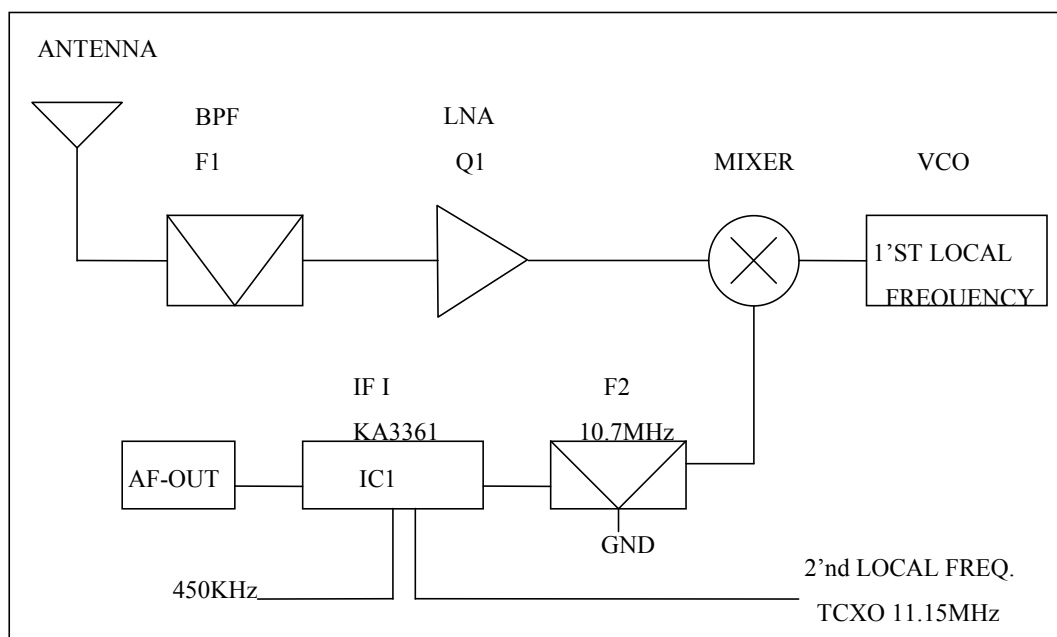 ANTENNA
BPF
F1
LNA
Q1
MIXER
VCO
1'ST LOCAL
FREQUENCY
IF I
KA3361
F2
10.7MHz
AF-OUT
IC1
GND
450KHz
2'nd LOCAL FREQ.
TCXO 11.15MHz